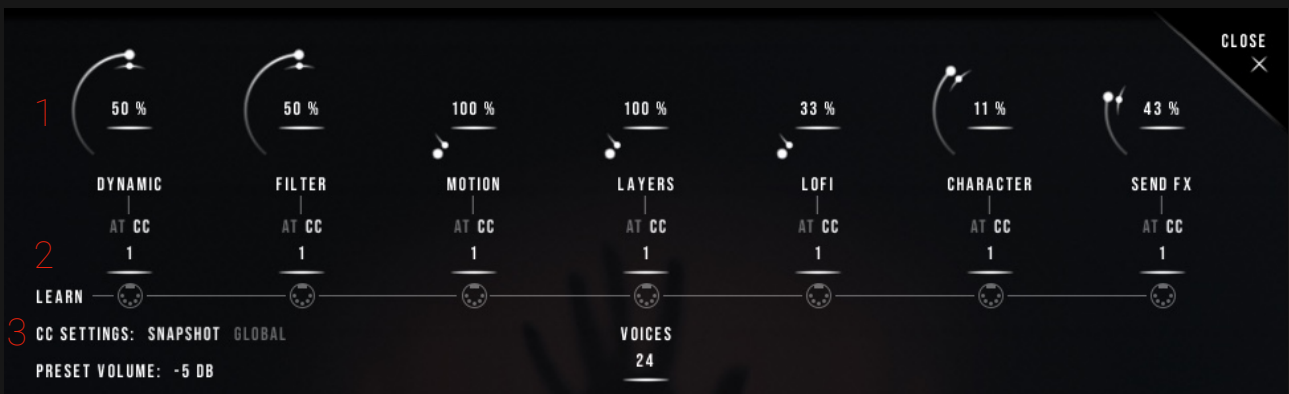 CLOSE
1 50 % 50 % 100 % 100 % 33 % 11 % 43 %
DYNAMIC FILTER MOTION LAYERS LOFI CHARACTER SEND FX
AT CC AT CC AT CC AT CC AT CC AT CC AT CC
2 1 1 1 1 1 1 1
LEARN
3 CC SETTINGS: SNAPSHOT GLOBAL VOICES
24
PRESET VOLUME: -5 DB